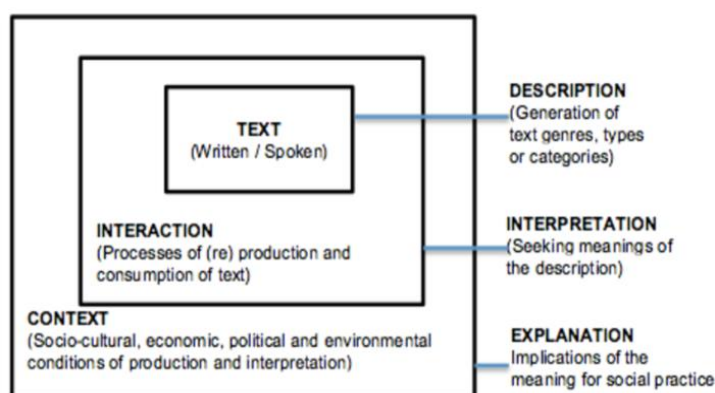 TEXT
(Written / Spoken)
INTERACTION
(Processes of (re) production and
consumption of text)
CONTEXT
(Socio-cultural, economic, political and environmental
conditions of production and interpretation)
DESCRIPTION
(Generation of
text genres, types
or categories)
INTERPRETATION
(Seeking meanings of
the description)
EXPLANATION
Implications of the
meaning for social practice